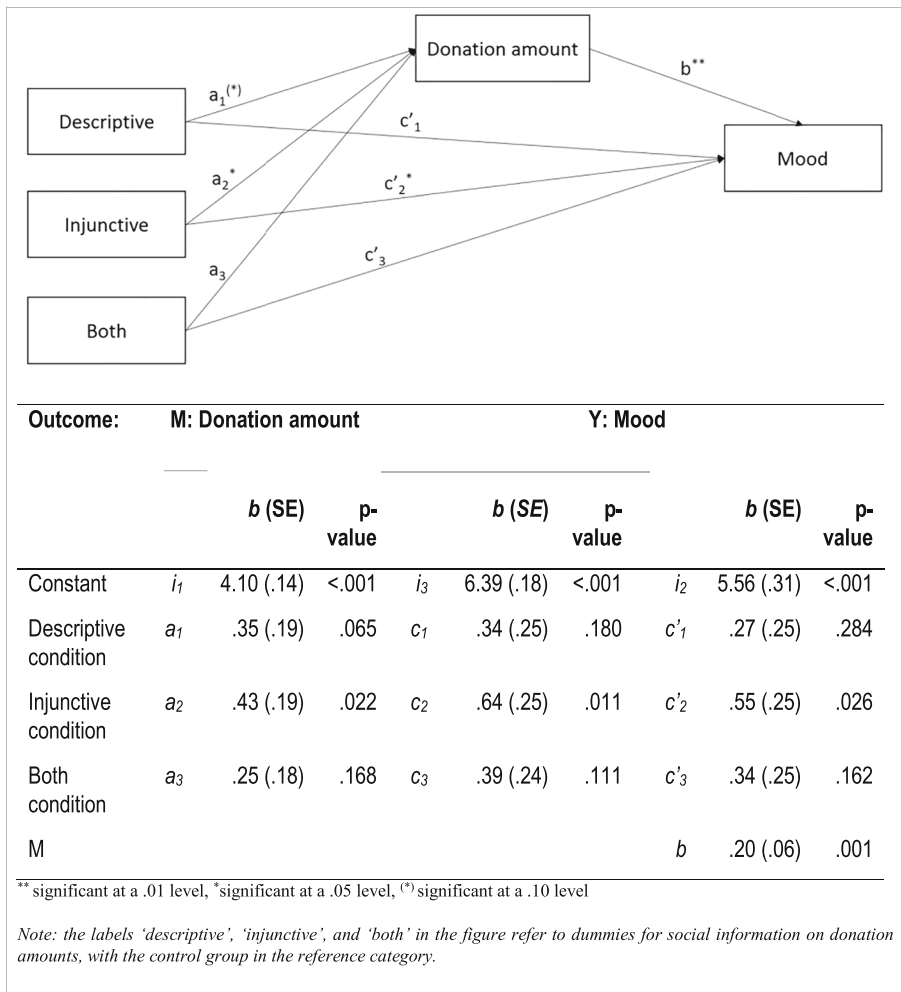 Donation amount
b**
a1(*)
Descriptive
c'1
Mood
a2*
c'2*
Injunctive
a3
c'3
Both
Outcome: M: Donation amount Y: Mood
b (SE) p- b (SE) p- b (SE) p-
value value value
Constant i1 4.10 (.14) <.001 i3 6.39 (.18) <.001 i2 5.56 (.31) <.001
Descriptive a1 .35 (.19) .065 c1 .34 (.25) .180 c'1 .27 (.25) .284
condition
Injunctive a2 .43 (.19) .022 c2 .64 (.25) .011 c'2 .55 (.25) .026
condition
Both a3 .25 (.18) .168 c3 .39 (.24) .111 c'3 .34 (.25) .162
condition
M b .20 (.06) .001
** significant at a .01 level, *significant at a .05 level, (*) significant at a .10 level
Note: the labels ‘descriptive’, ‘injunctive’, and ‘both’ in the figure refer to dummies for social information on donation
amounts, with the control group in the reference category.